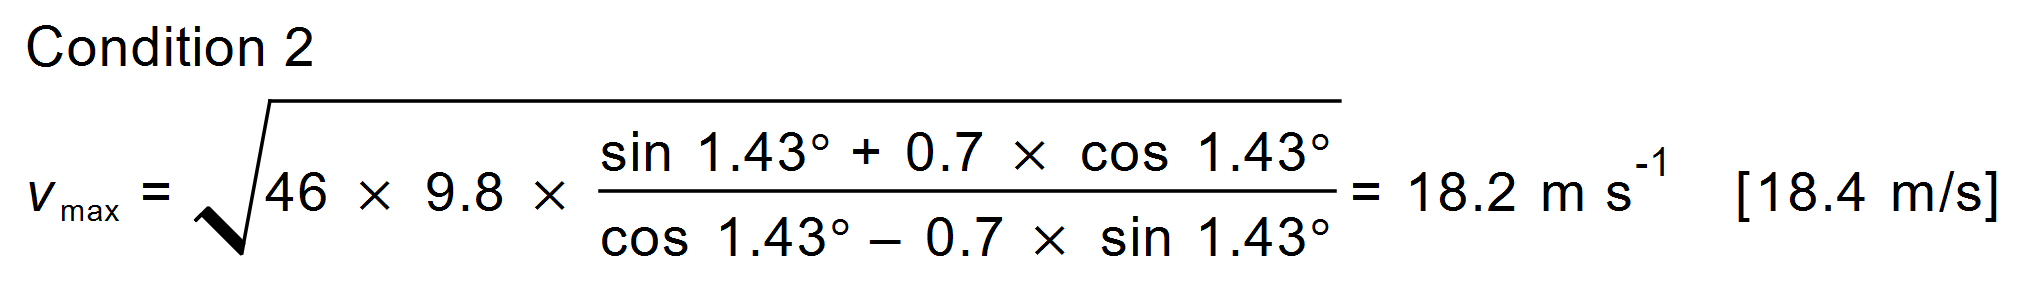 Condition 2
v max = √ 46 × 9.8 × (sin 1.43° + 0.7 × cos 1.43°) / (cos 1.43° – 0.7 × sin 1.43°) = 18.2 m s-1 [18.4 m/s]